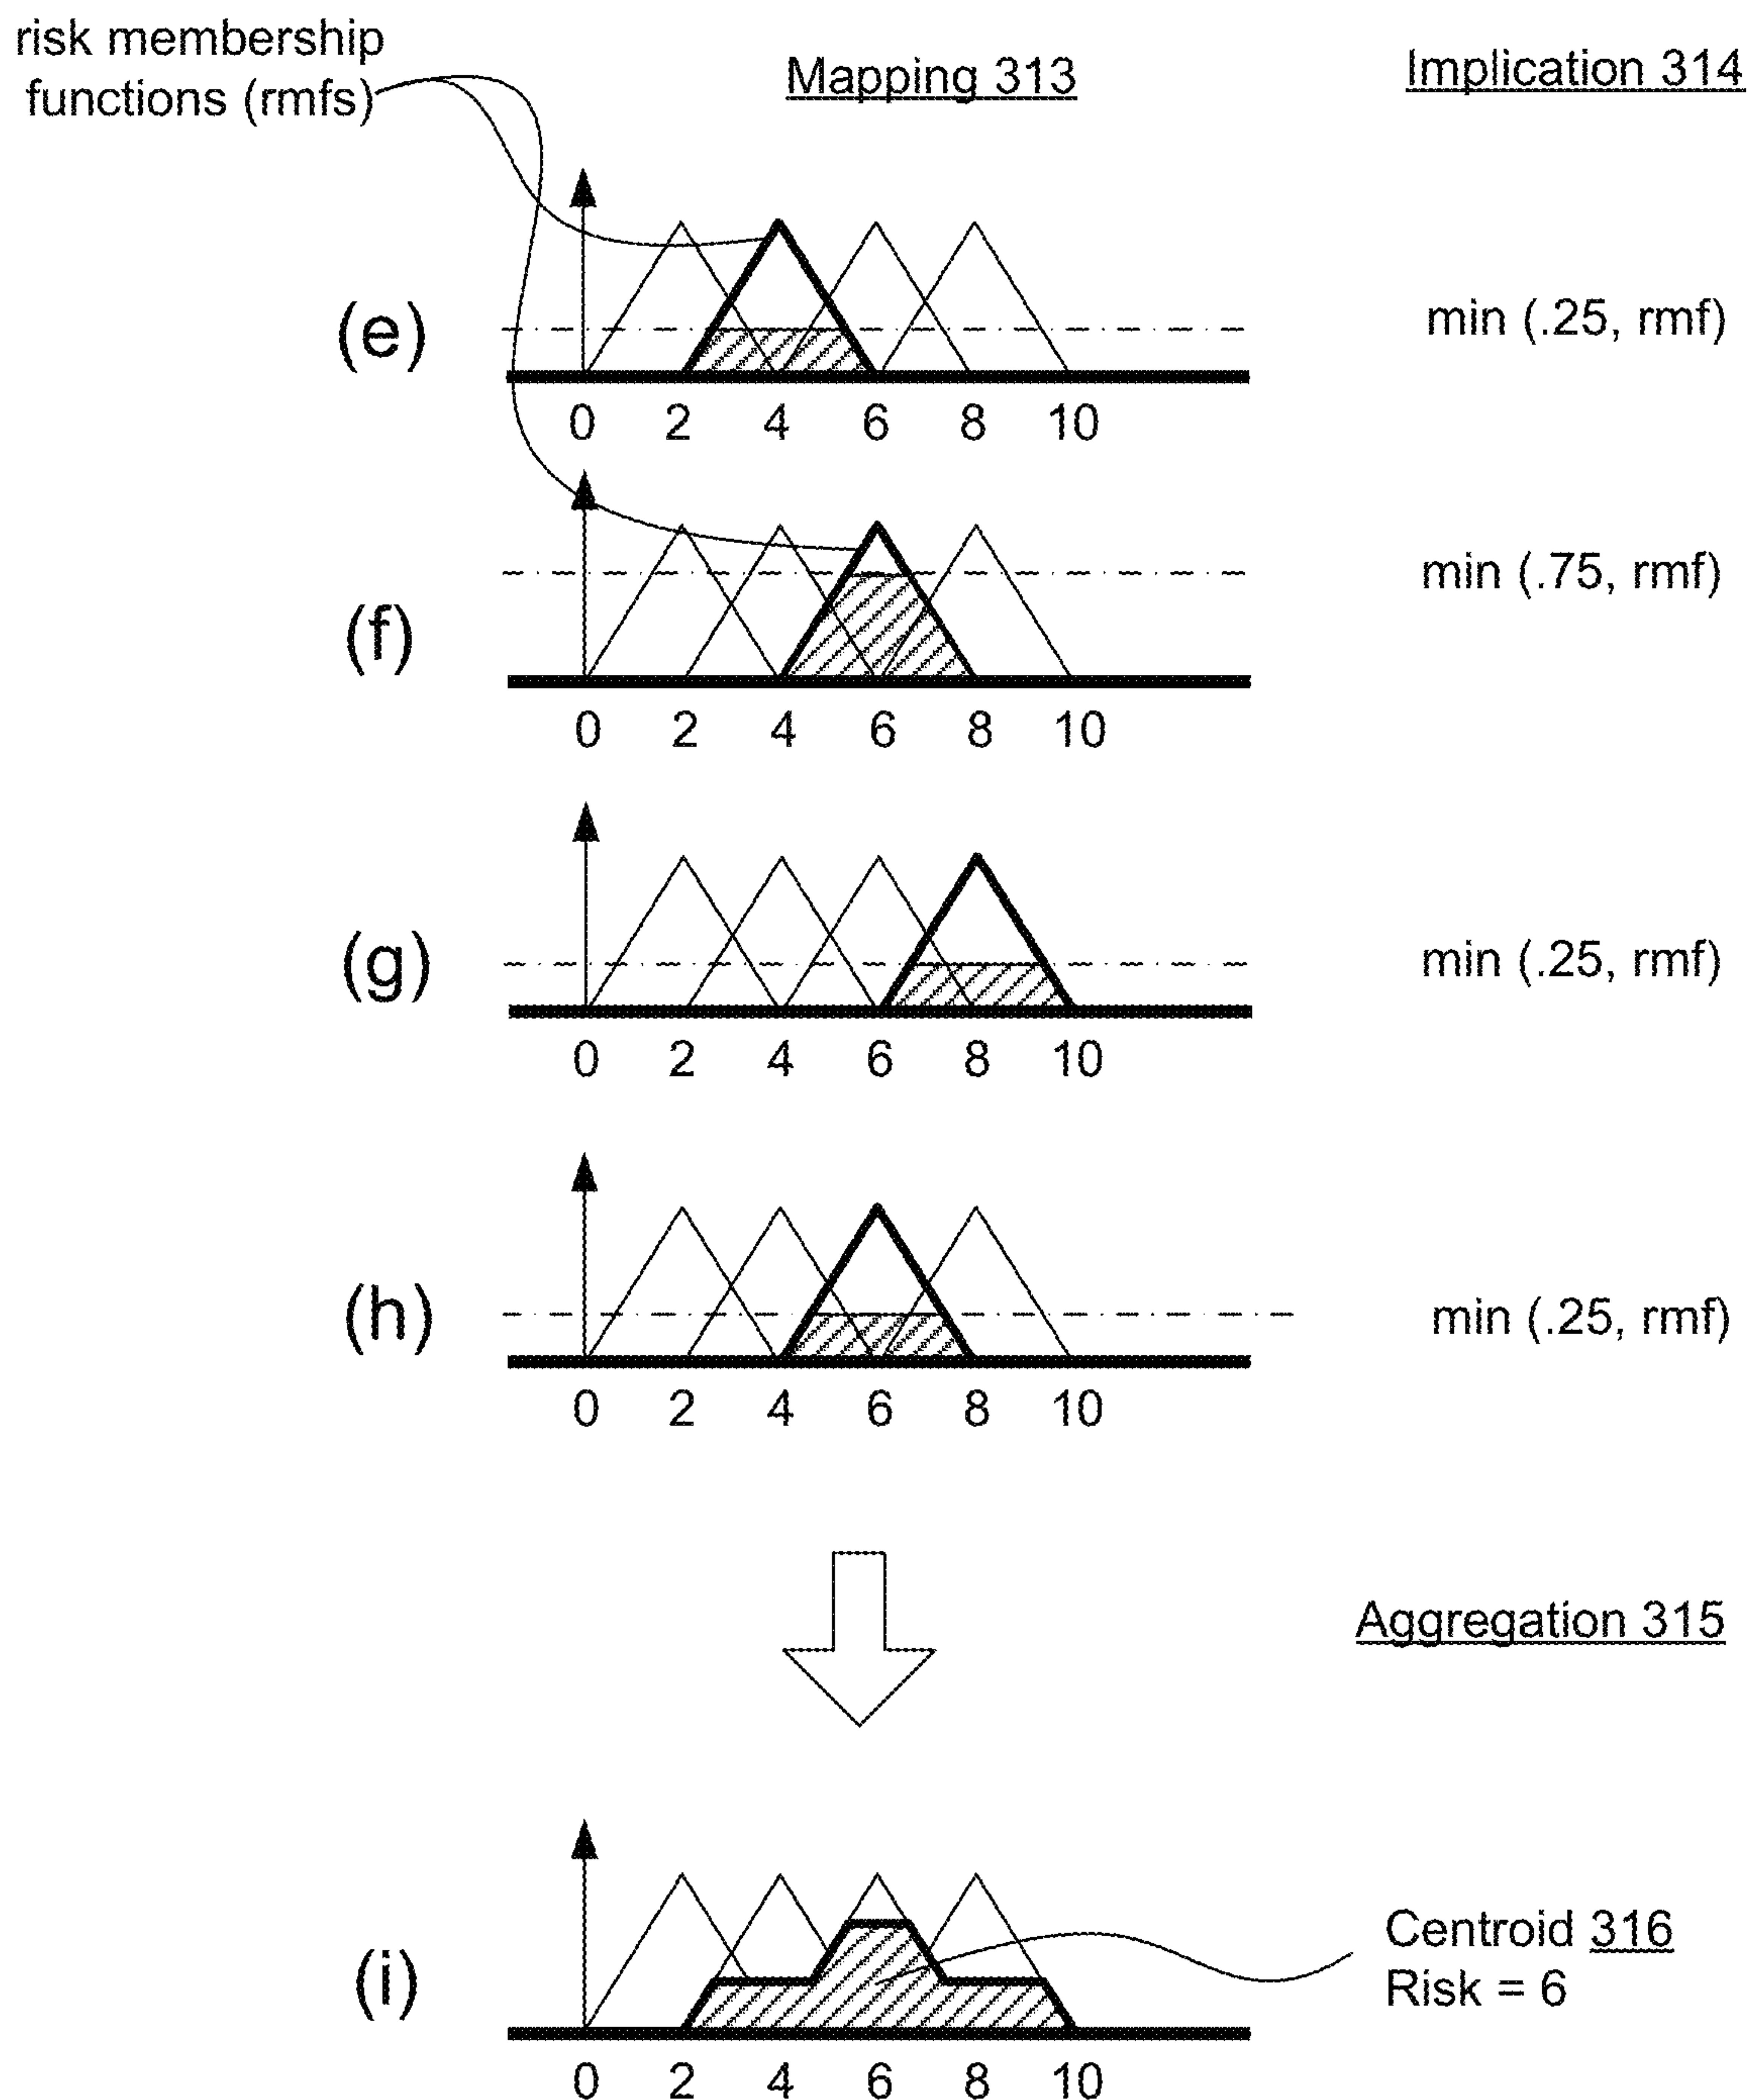 risk membership
functions (rmfs)
Mapping 313
Implication 314
(e)
min (.25, rmf)
0 2 4 6 8 10
(f)
min (.75, rmf)
0 2 4 6 8 10
(g)
min (.25, rmf)
0 2 4 6 8 10
(h)
min (.25, rmf)
0 2 4 6 8 10
Aggregation 315
(i)
Centroid 316
Risk = 6
0 2 4 6 8 10